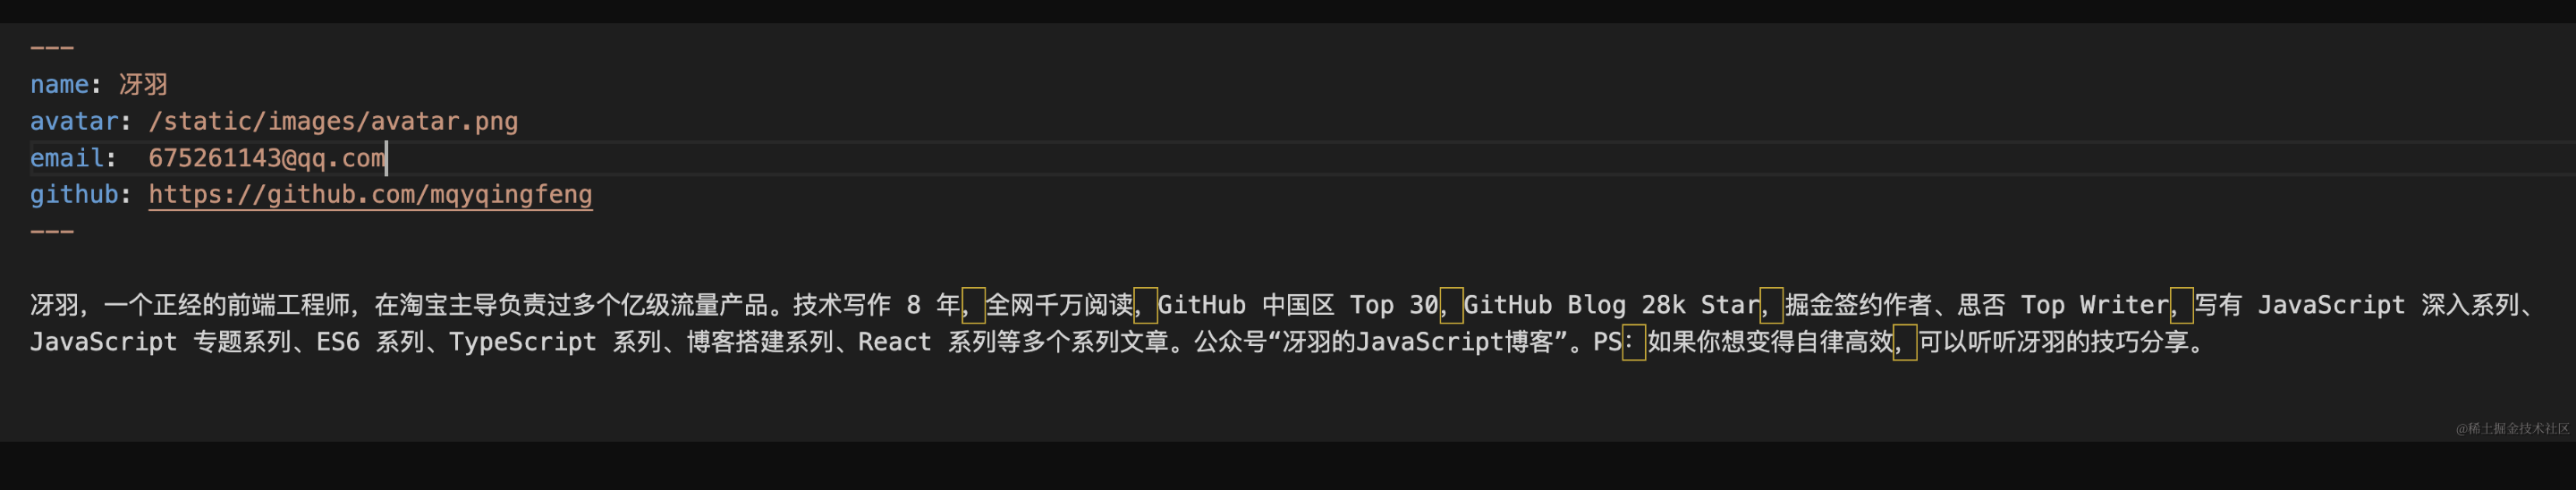 ---
name: 冴羽
avatar: /static/images/avatar.png
email:  675261143@qq.com
github: https://github.com/mqyqingfeng
---
冴羽，一个正经的前端工程师，在淘宝主导负责过多个亿级流量产品。技术写作 8 年，全网千万阅读，GitHub 中国区 Top 30，GitHub Blog 28k Star，掘金签约作者、思否 Top Writer，写有 JavaScript 深入系列、
JavaScript 专题系列、ES6 系列、TypeScript 系列、博客搭建系列、React 系列等多个系列文章。公众号“冴羽的JavaScript博客”。PS：如果你想变得自律高效，可以听听冴羽的技巧分享。
@稀土掘金技术社区